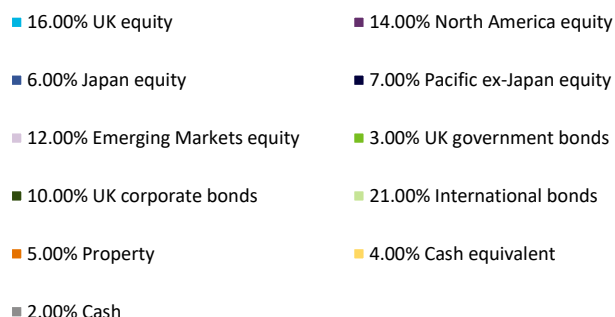 16.00% UK equity
14.00% North America equity
6.00% Japan equity
7.00% Pacific ex-Japan equity
12.00% Emerging Markets equity
3.00% UK government bonds
10.00% UK corporate bonds
21.00% International bonds
5.00% Property
4.00% Cash equivalent
2.00% Cash